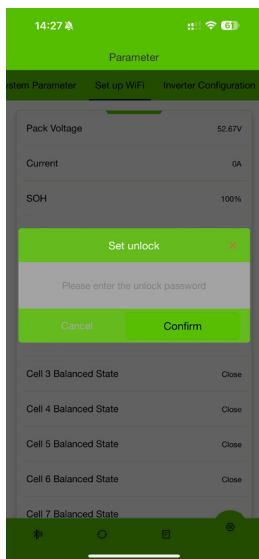 14:27
6
Parameter
stem Parameter Set up WiFi Inverter Configuration
Pack Voltage 52.67V
Current 0A
SOH 100%
Set unlock
Please enter the unlock password
Cancel Confirm
Cell 3 Balanced State Close
Cell 4 Balanced State Close
Cell 5 Balanced State Close
Cell 6 Balanced State Close
Cell 7 Balanced State